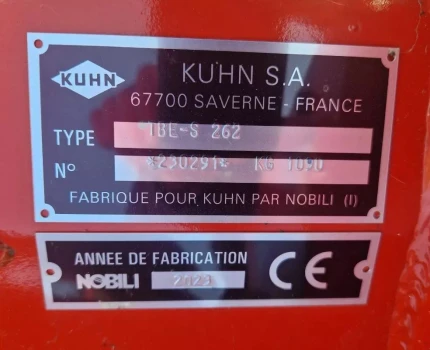 KUHN
KUHN S.A.
67700 SAVERNE - FRANCE
TYPE TBE-S 262
N° *230291* KG 1090
FABRIQUE POUR KUHN PAR NOBILI (I)
ANNEE DE FABRICATION
NOBILI
CE